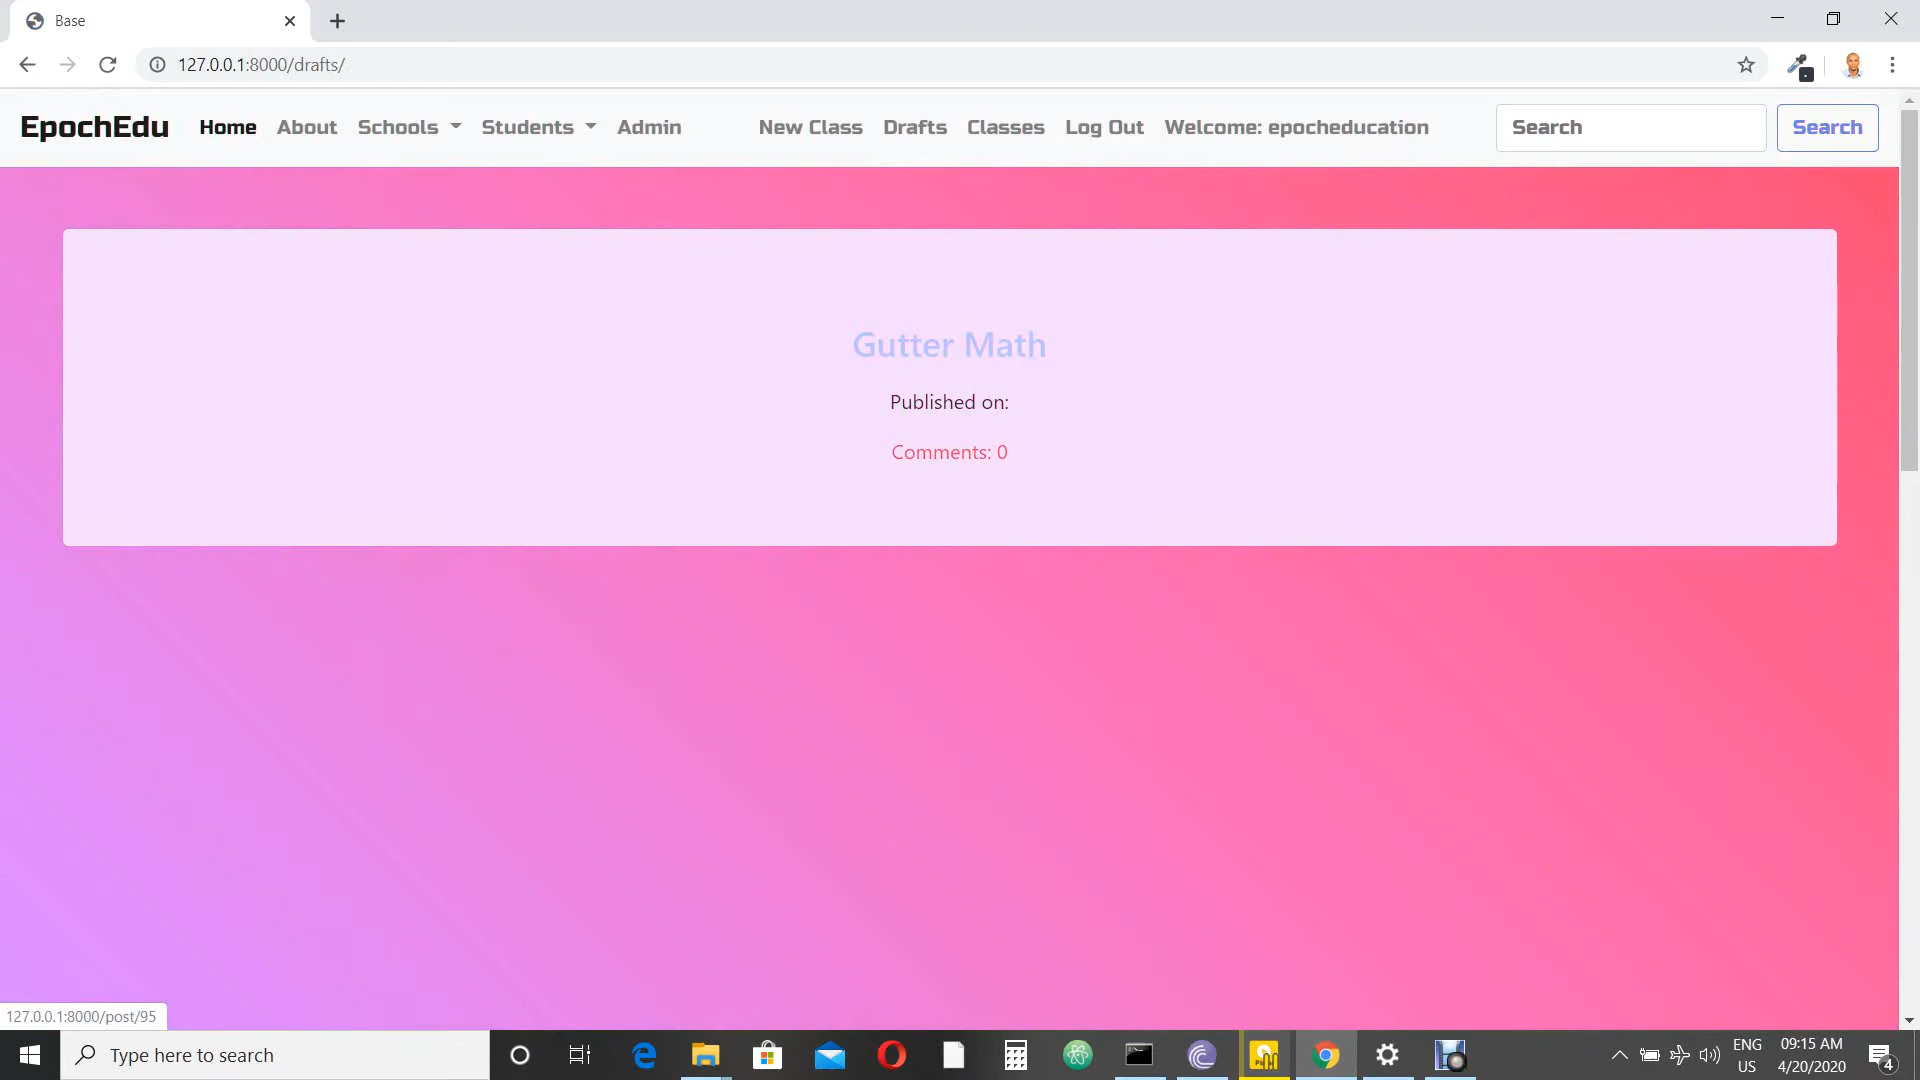 Base
127.0.0.1:8000/drafts/
EpochEdu Home About Schools Students Admin New Class Drafts Classes Log Out Welcome: epocheducation Search Search
Gutter Math
Published on:
Comments: 0
127.0.0.1:8000/post/95
Type here to search
ENG
US
09:15 AM
4/20/2020
4